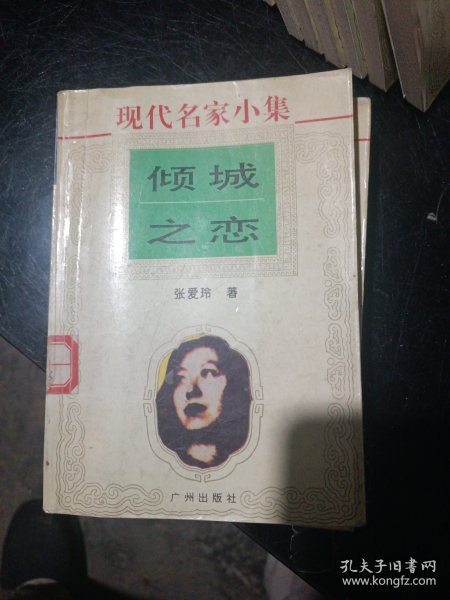 现代名家小集
倾城
之恋
张爱玲 著
广州出版社
孔夫子旧书网
www.kongfz.com